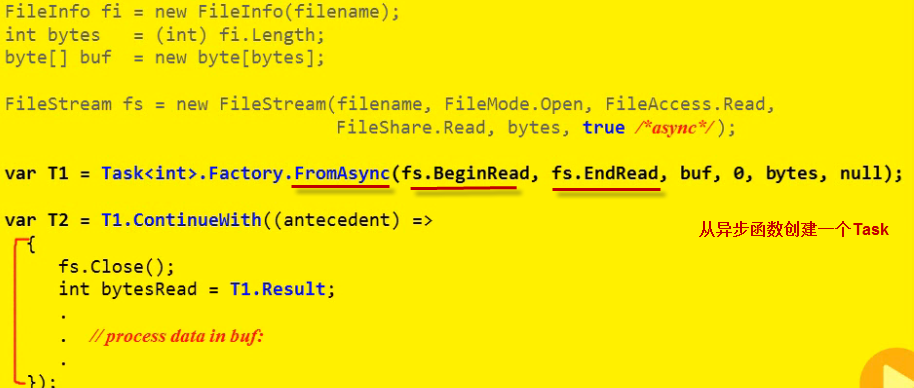 FileInfo fi = new FileInfo(filename);
int bytes   = (int) fi.Length;
byte[] buf  = new byte[bytes];
FileStream fs = new FileStream(filename, FileMode.Open, FileAccess.Read,
FileShare.Read, bytes, true /*async*/);
var T1 = Task<int>.Factory.FromAsync(fs.BeginRead, fs.EndRead, buf, 0, bytes, null);
var T2 = T1.ContinueWith((antecedent) =>
从异步函数创建一个Task
{
fs.Close();
int bytesRead = T1.Result;
.
. // process data in buf:
.
});